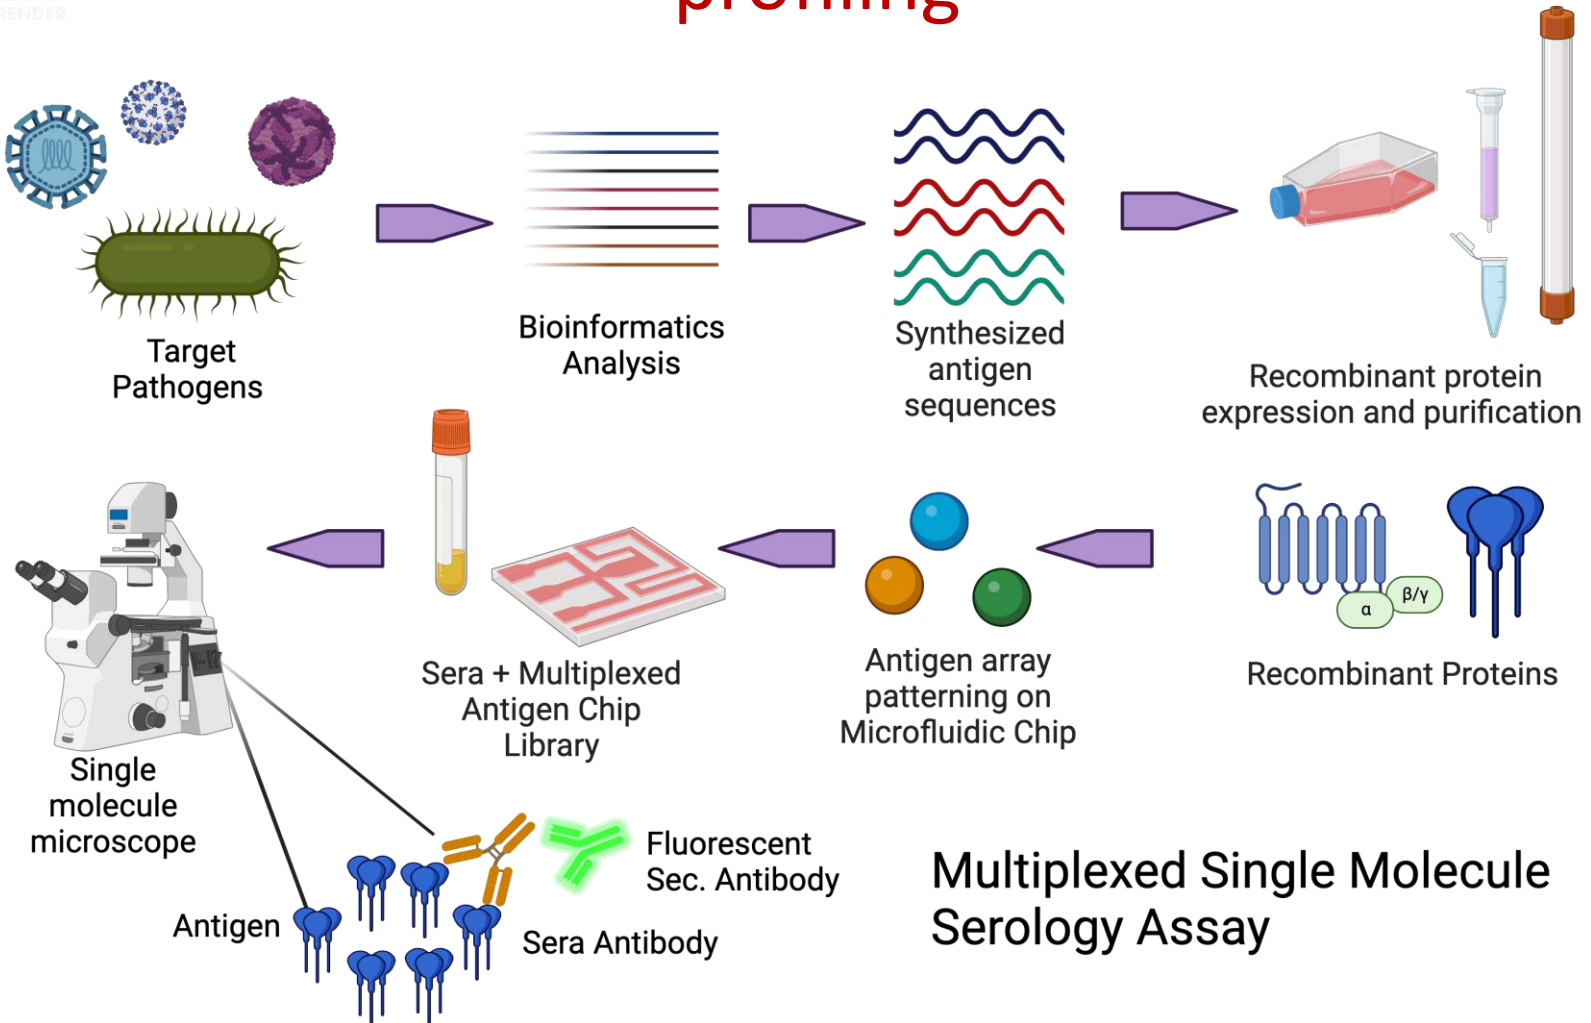 RENDER
profiling
Target
Pathogens
Bioinformatics
Analysis
Synthesized
antigen
sequences
Recombinant protein
expression and purification
Single
molecule
microscope
Sera + Multiplexed
Antigen Chip
Library
Antigen array
patterning on
Microfluidic Chip
α
β/γ
Recombinant Proteins
Fluorescent
Sec. Antibody
Antigen
Sera Antibody
Multiplexed Single Molecule
Serology Assay